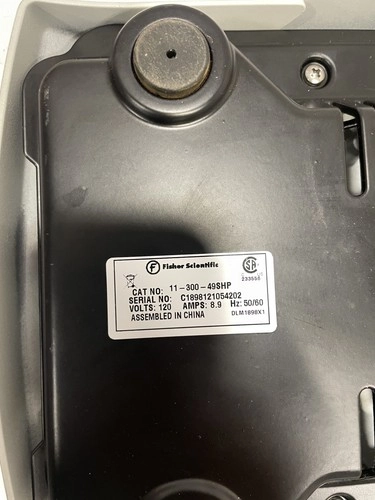 Fisher Scientific
233555
CAT NO: 11-300-49SHP
SERIAL NO: C1898121054202
VOLTS: 120 AMPS: 8.9 Hz: 50/60
ASSEMBLED IN CHINA DLM1898X1